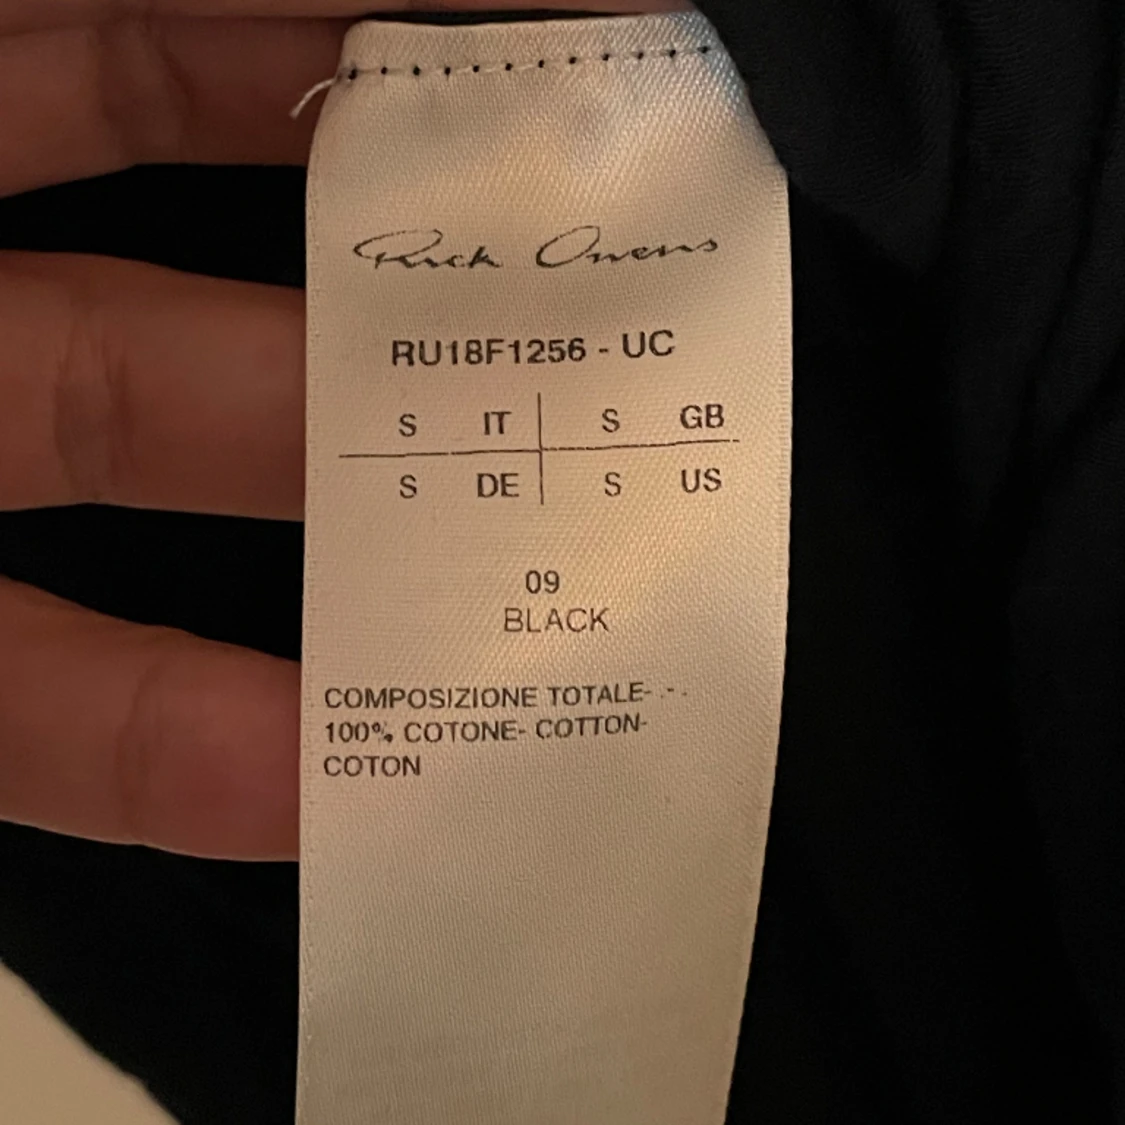 Rick Owens
RU18F1256 - UC
S IT S GB
S DE S US
09
BLACK
COMPOSIZIONE TOTALE- .- .
100% COTONE- COTTON-
COTON